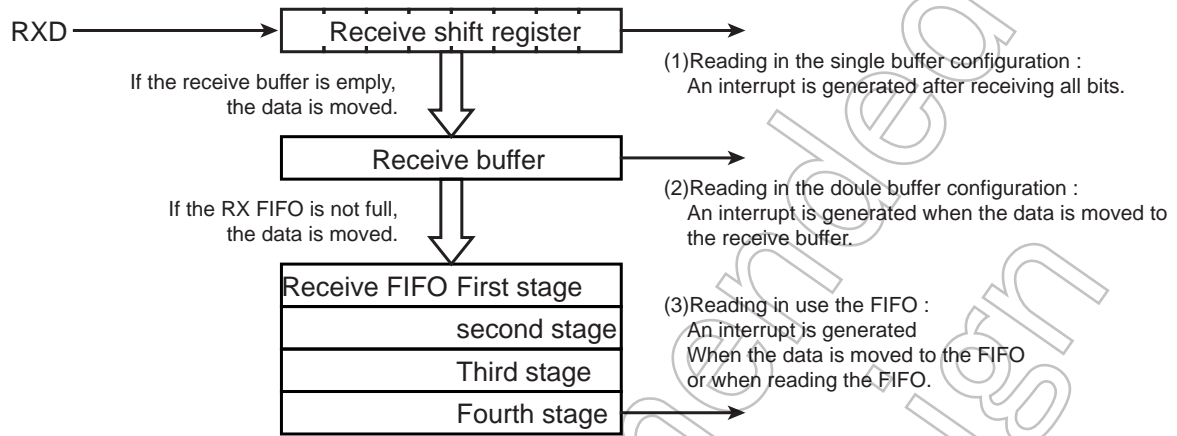 RXD
Receive shift register
(1)Reading in the single buffer configuration :
An interrupt is generated after receiving all bits.
If the receive buffer is emply,
the data is moved.
Receive buffer
(2)Reading in the doule buffer configuration :
An interrupt is generated when the data is moved to
the receive buffer.
If the RX FIFO is not full,
the data is moved.
Receive FIFO First stage
second stage
Third stage
Fourth stage
(3)Reading in use the FIFO :
An interrupt is generated
When the data is moved to the FIFO
or when reading the FIFO.